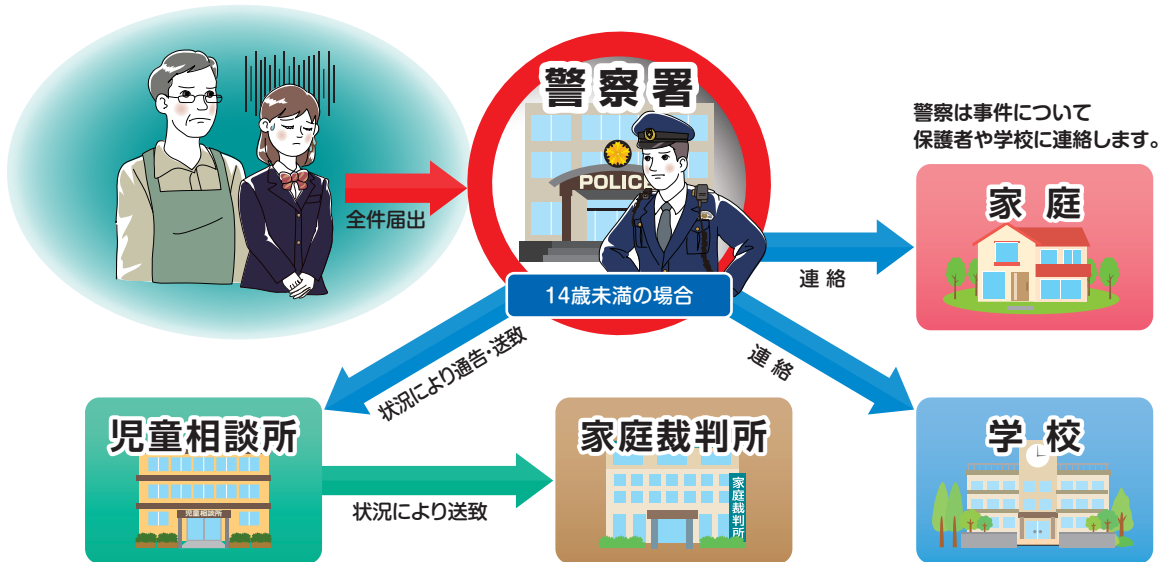 警察署
POLIC
全件届出
14歳未満の場合
警察は事件について
保護者や学校に連絡します。
家庭
連絡
連絡
状況により通告・送致
児童相談所
児童相談所
状況により送致
家庭裁判所
家庭裁判所
学校